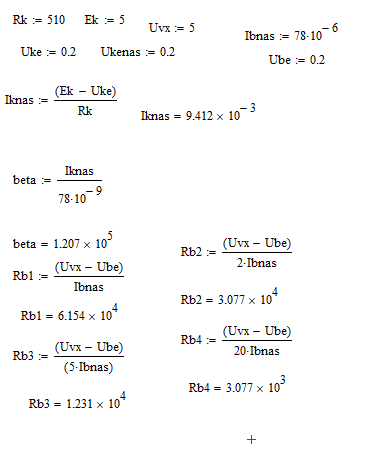 Rk := 510 Ek := 5 Uvx := 5 Ibnas := 78·10^-6
Uke := 0.2 Ukenas := 0.2 Ube := 0.2
Iknas := (Ek − Uke) / Rk Iknas = 9.412 × 10^-3
beta := Iknas / 78·10^-9
beta = 1.207 × 10^5
Rb1 := (Uvx − Ube) / Ibnas Rb2 := (Uvx − Ube) / 2·Ibnas
Rb1 = 6.154 × 10^4 Rb2 = 3.077 × 10^4
Rb3 := (Uvx − Ube) / (5·Ibnas) Rb4 := (Uvx − Ube) / 20·Ibnas
Rb3 = 1.231 × 10^4 Rb4 = 3.077 × 10^3